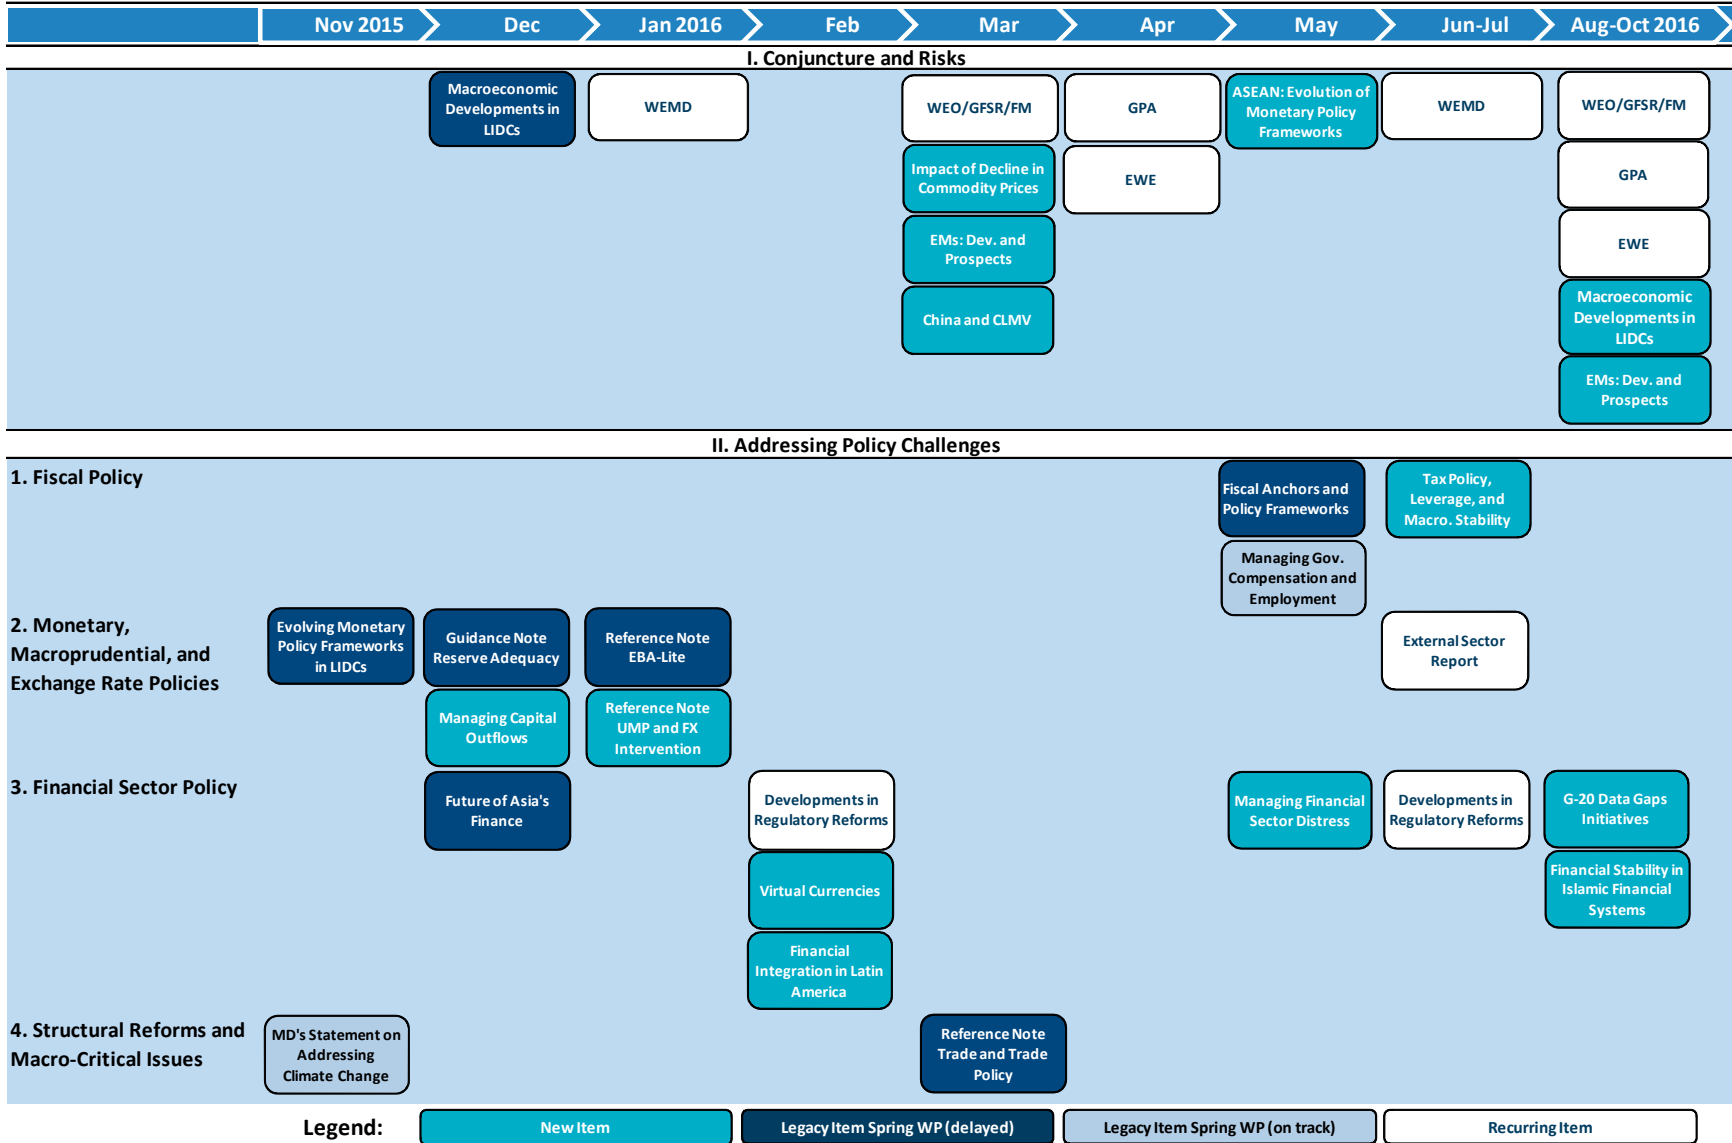 Nov 2015 Dec Jan 2016 Feb Mar Apr May Jun-Jul Aug-Oct 2016
I. Conjuncture and Risks
Macroeconomic
Developments in
LIDCs
WEMD
WEO/GFSR/FM
GPA
ASEAN: Evolution of
Monetary Policy
Frameworks
WEMD
WEO/GFSR/FM
Impact of Decline in
Commodity Prices
EWE
GPA
EMs: Dev. and
Prospects
EWE
China and CLMV
Macroeconomic
Developments in
LIDCs
EMs: Dev. and
Prospects
II. Addressing Policy Challenges
1. Fiscal Policy
Fiscal Anchors and
Policy Frameworks
Tax Policy,
Leverage, and
Macro. Stability
Managing Gov.
Compensation and
Employment
2. Monetary,
Macroprudential, and
Exchange Rate Policies
Evolving Monetary
Policy Frameworks
in LIDCs
Guidance Note
Reserve Adequacy
Reference Note
EBA-Lite
External Sector
Report
Managing Capital
Outflows
Reference Note
UMP and FX
Intervention
3. Financial Sector Policy
Future of Asia's
Finance
Developments in
Regulatory Reforms
Managing Financial
Sector Distress
Developments in
Regulatory Reforms
G-20 Data Gaps
Initiatives
Virtual Currencies
Financial Stability in
Islamic Financial
Systems
Financial
Integration in Latin
America
4. Structural Reforms and
Macro-Critical Issues
MD's Statement on
Addressing
Climate Change
Reference Note
Trade and Trade
Policy
Legend: New Item Legacy Item Spring WP (delayed) Legacy Item Spring WP (on track) Recurring Item